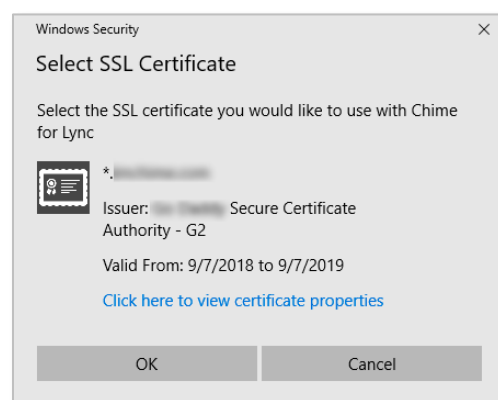 Windows Security
Select SSL Certificate
Select the SSL certificate you would like to use with Chime
for Lync
*.
Issuer: Secure Certificate
Authority - G2
Valid From: 9/7/2018 to 9/7/2019
Click here to view certificate properties
OK Cancel